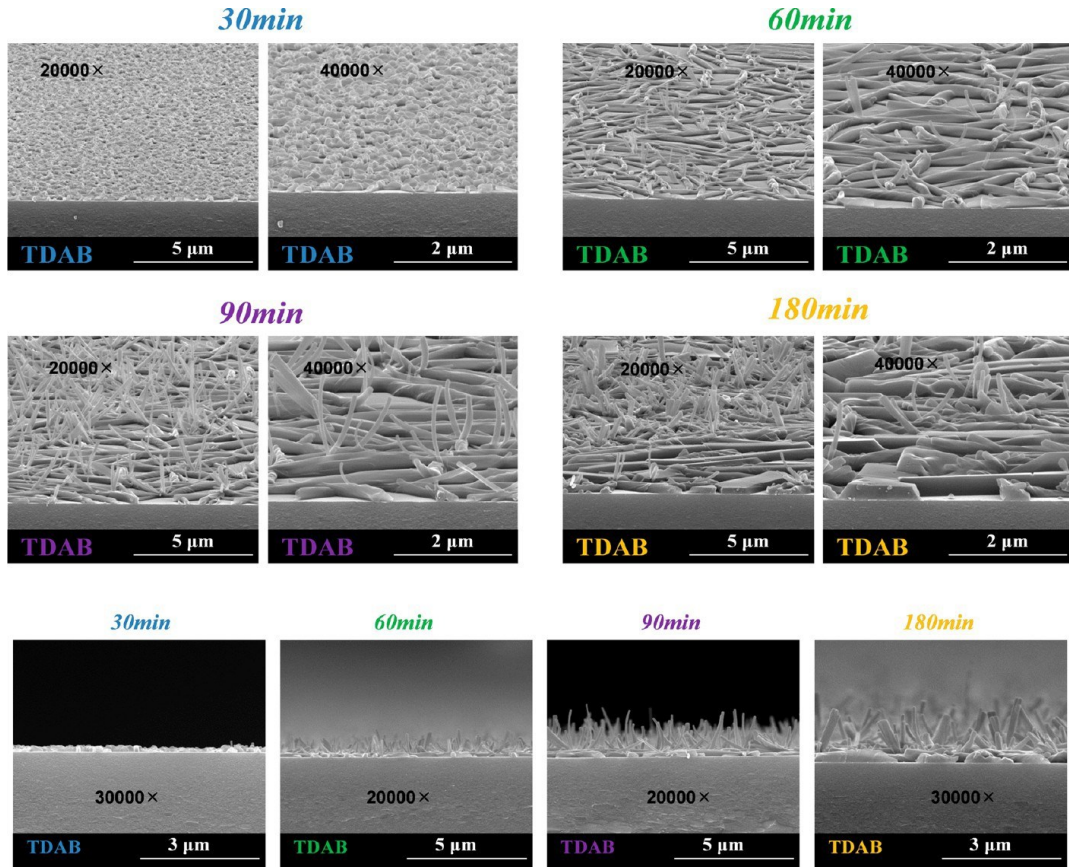 30min
60min
20000×
40000×
20000×
40000×
TDAB
5 μm
TDAB
2 μm
TDAB
5 μm
TDAB
2 μm
90min
180min
20000×
40000×
20000×
40000×
TDAB
5 μm
TDAB
2 μm
TDAB
5 μm
TDAB
2 μm
30min
60min
90min
180min
30000×
20000×
20000×
30000×
TDAB
3 μm
TDAB
5 μm
TDAB
5 μm
TDAB
3 μm